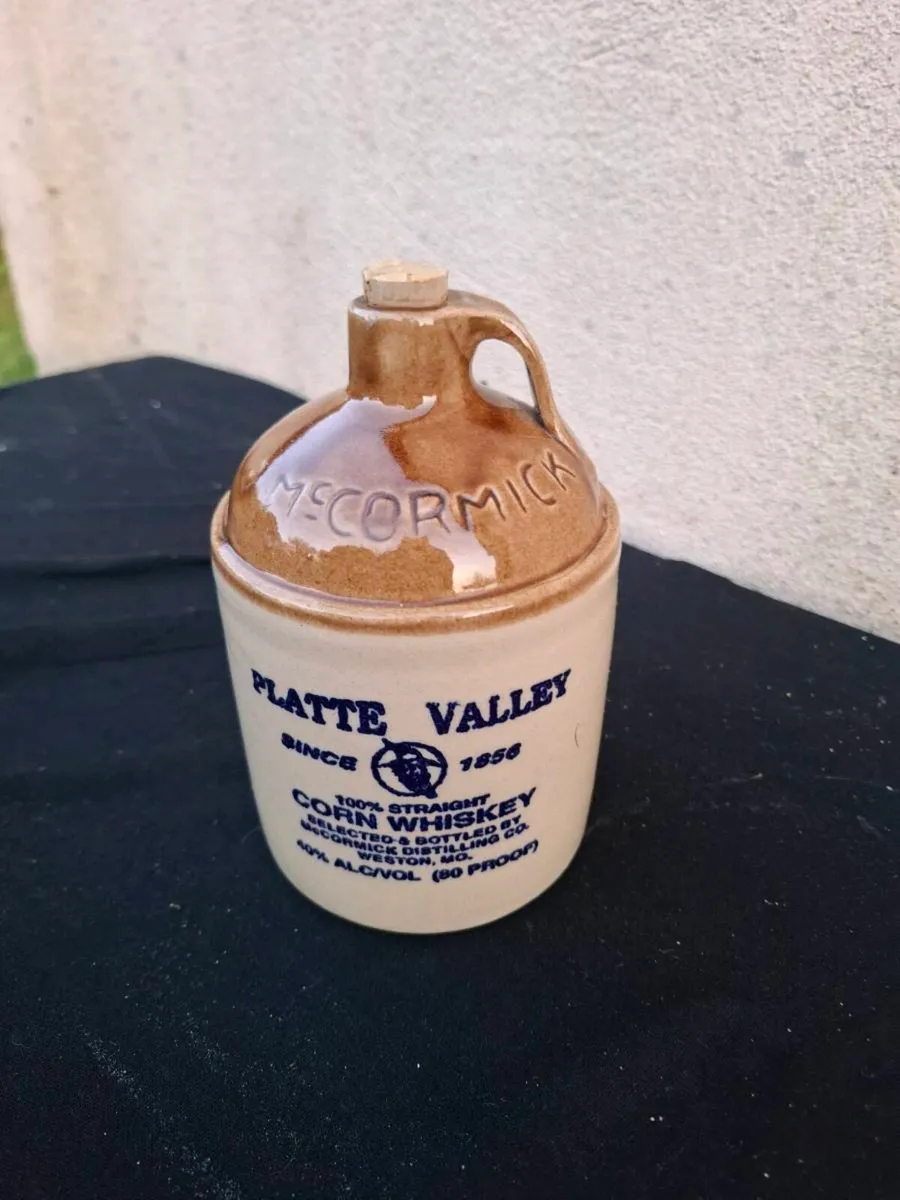 McCORMICK
PLATTE VALLEY
SINCE 1856
100% STRAIGHT
CORN WHISKEY
SELECTED & BOTTLED BY
McCORMICK DISTILLING CO.
WESTON, MO.
40% ALC/VOL (80 PROOF)